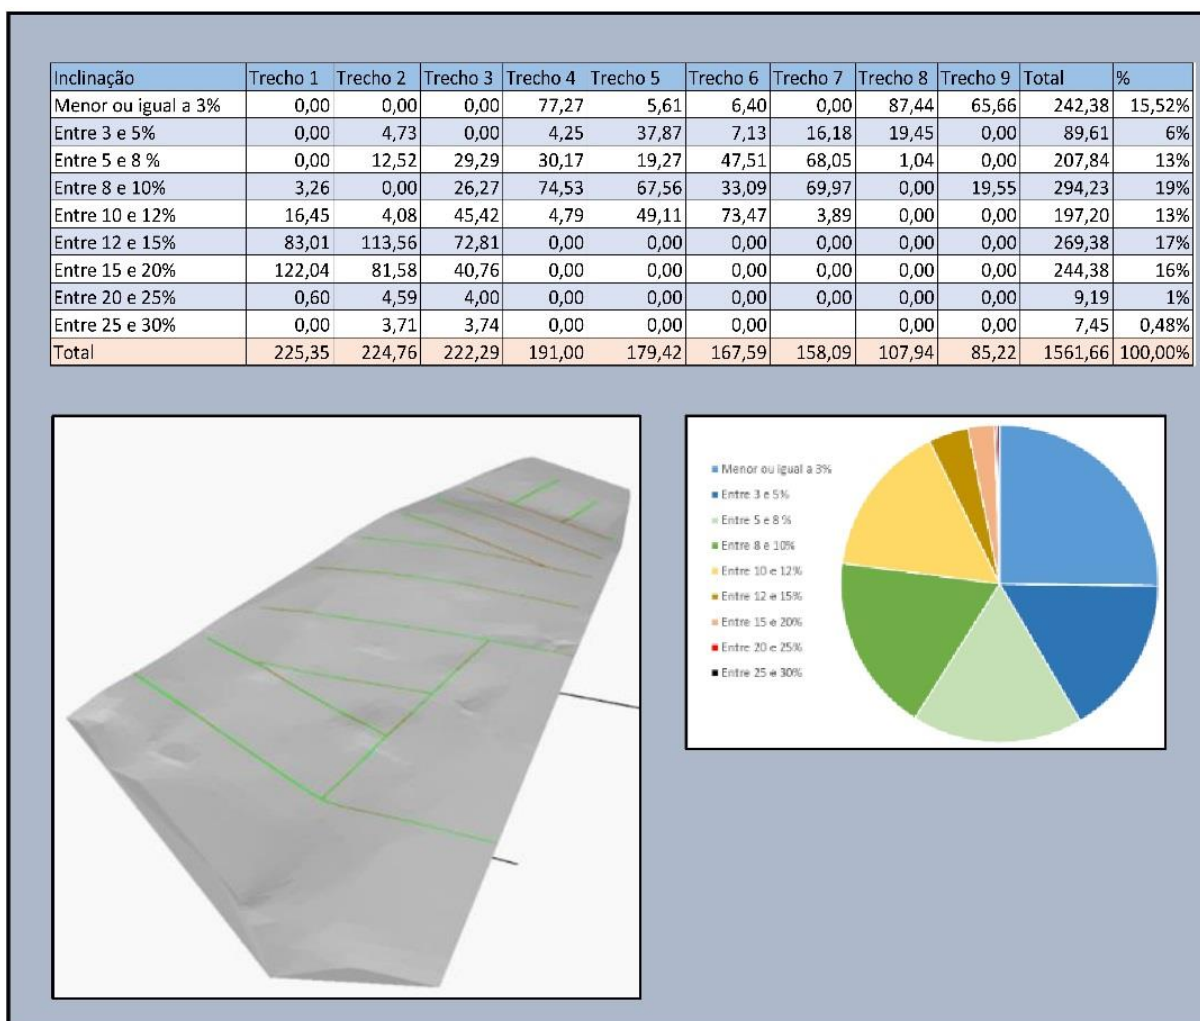 Inclinação Trecho 1 Trecho 2 Trecho 3 Trecho 4 Trecho 5 Trecho 6 Trecho 7 Trecho 8 Trecho 9 Total %
Menor ou igual a 3% 0,00 0,00 0,00 77,27 5,61 6,40 0,00 87,44 65,66 242,38 15,52%
Entre 3 e 5% 0,00 4,73 0,00 4,25 37,87 7,13 16,18 19,45 0,00 89,61 6%
Entre 5 e 8 % 0,00 12,52 29,29 30,17 19,27 47,51 68,05 1,04 0,00 207,84 13%
Entre 8 e 10% 3,26 0,00 26,27 74,53 67,56 33,09 69,97 0,00 19,55 294,23 19%
Entre 10 e 12% 16,45 4,08 45,42 4,79 49,11 73,47 3,89 0,00 0,00 197,20 13%
Entre 12 e 15% 83,01 113,56 72,81 0,00 0,00 0,00 0,00 0,00 0,00 269,38 17%
Entre 15 e 20% 122,04 81,58 40,76 0,00 0,00 0,00 0,00 0,00 0,00 244,38 16%
Entre 20 e 25% 0,60 4,59 4,00 0,00 0,00 0,00 0,00 0,00 0,00 9,19 1%
Entre 25 e 30% 0,00 3,71 3,74 0,00 0,00 0,00 0,00 0,00 7,45 0,48%
Total 225,35 224,76 222,29 191,00 179,42 167,59 158,09 107,94 85,22 1561,66 100,00%
Menor ou igual a 3%
Entre 3 e 5%
Entre 5 e 8 %
Entre 8 e 10%
Entre 10 e 12%
Entre 12 e 15%
Entre 15 e 20%
Entre 20 e 25%
Entre 25 e 30%